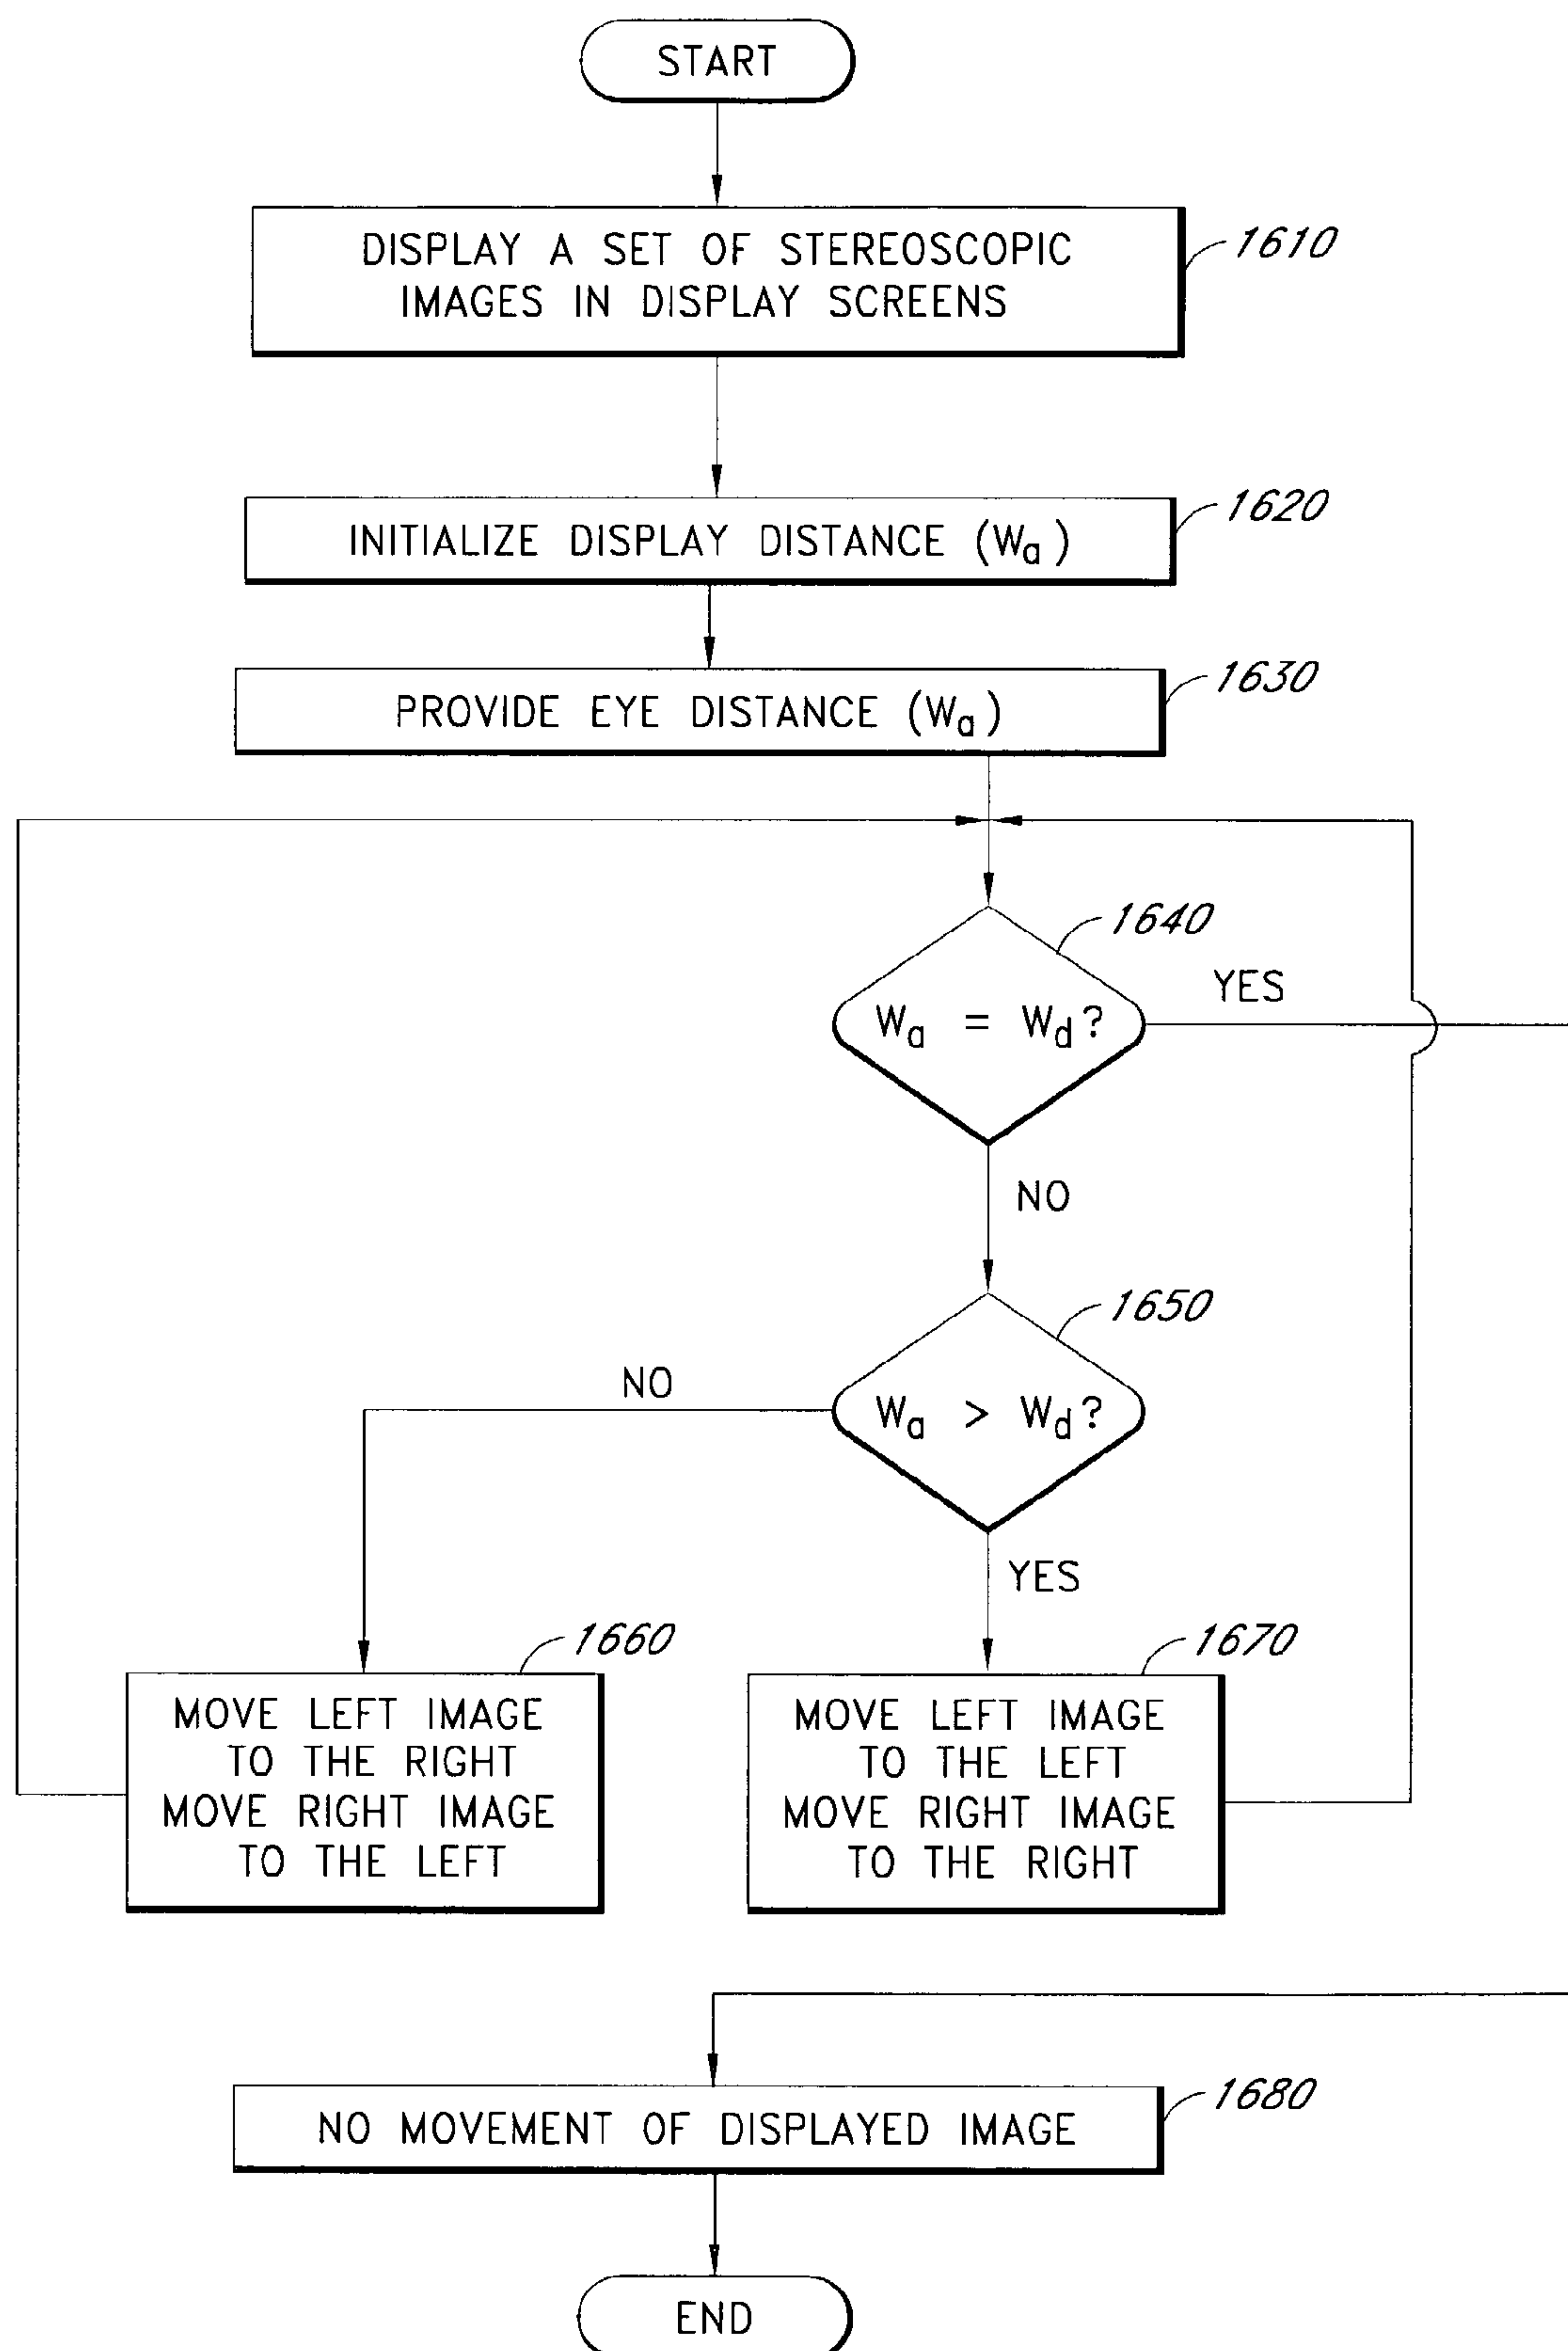 START
DISPLAY A SET OF STEREOSCOPIC
IMAGES IN DISPLAY SCREENS
1610
INITIALIZE DISPLAY DISTANCE (Wa)
1620
PROVIDE EYE DISTANCE (Wa)
1630
1640
Wa = Wd?
YES
NO
1650
Wa > Wd?
NO
YES
1660
MOVE LEFT IMAGE
TO THE RIGHT
MOVE RIGHT IMAGE
TO THE LEFT
1670
MOVE LEFT IMAGE
TO THE LEFT
MOVE RIGHT IMAGE
TO THE RIGHT
NO MOVEMENT OF DISPLAYED IMAGE
1680
END